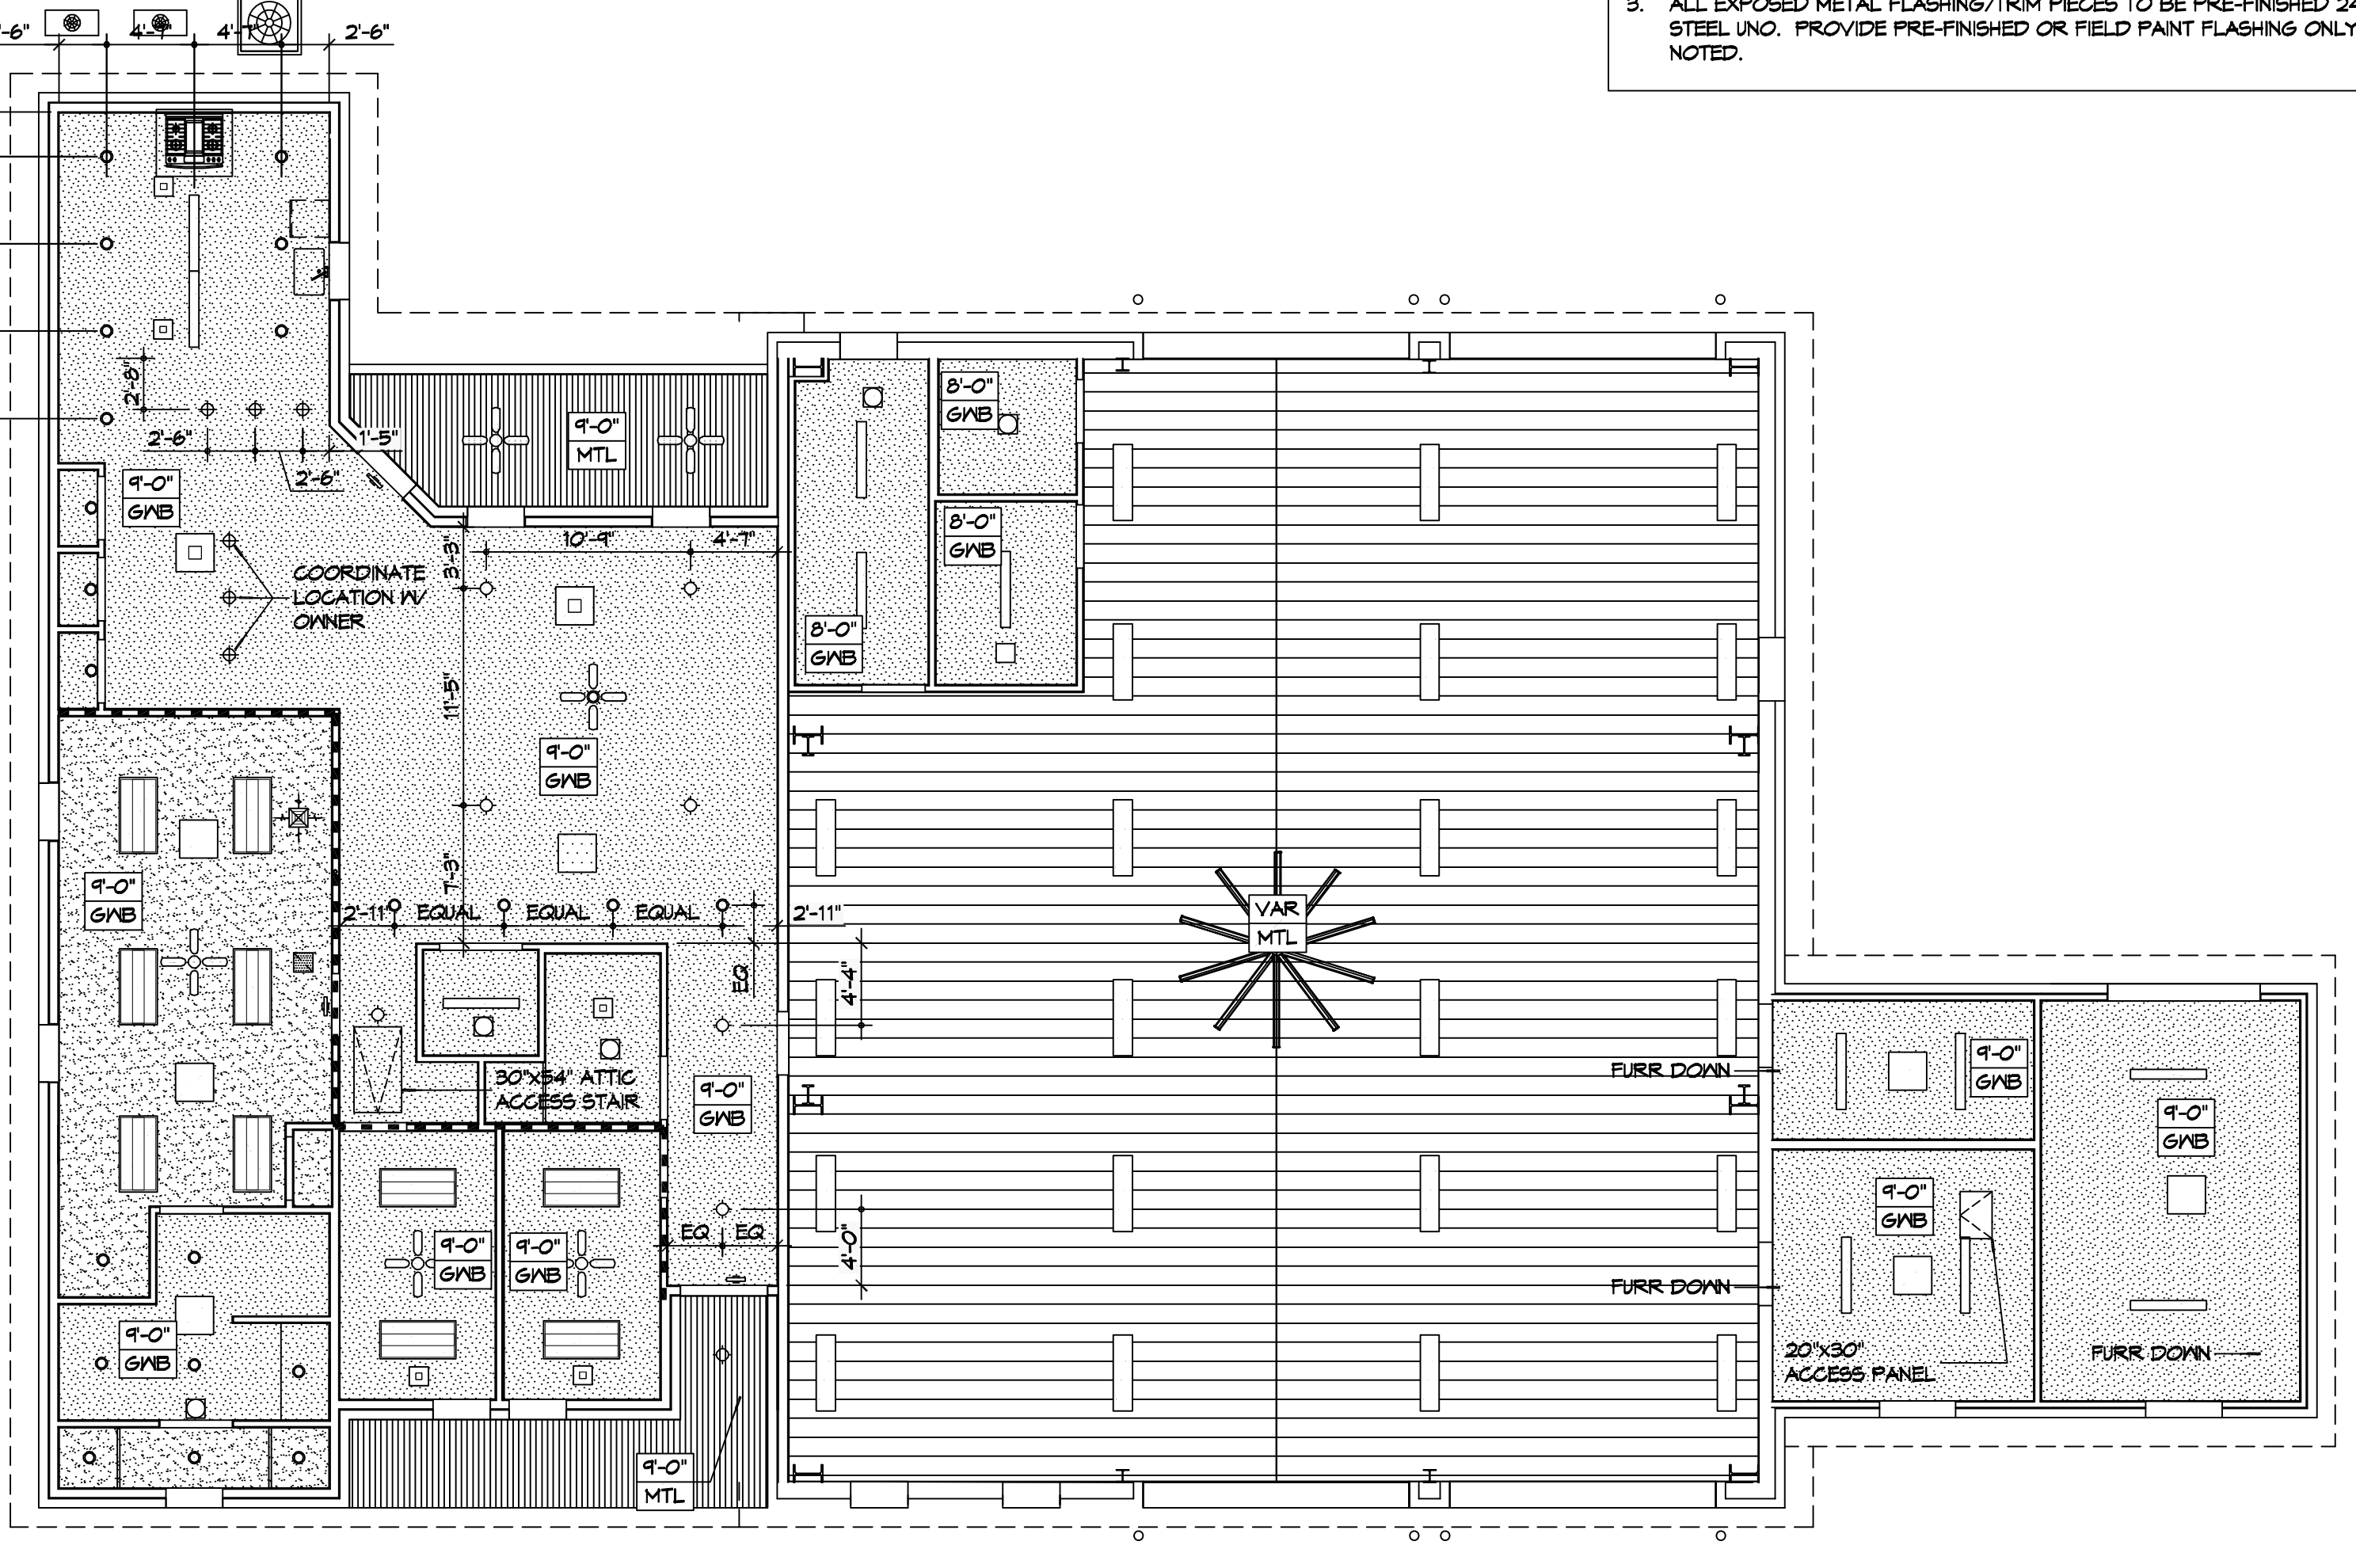 3. ALL EXPOSED METAL FLASHING/TRIM PIECES TO BE PRE-FINISHED 24
STEEL UNO. PROVIDE PRE-FINISHED OR FIELD PAINT FLASHING ONLY
NOTED.
'-6"
4'-7"
4'-7"
2'-6"
2'-8"
2'-6"
1'-5"
2'-6"
9'-0"
MTL
9'-0"
GWB
8'-0"
GWB
8'-0"
GWB
8'-0"
GWB
10'-9"
4'-7"
3'-3"
COORDINATE
LOCATION W/
OWNER
11'-5"
9'-0"
GWB
7'-3"
9'-0"
GWB
2'-11"
EQUAL
EQUAL
EQUAL
2'-11"
EQ
4'-4"
VAR
MTL
30"x54" ATTIC
ACCESS STAIR
9'-0"
GWB
FURR DOWN
9'-0"
GWB
9'-0"
GWB
9'-0"
GWB
EQ
EQ
4'-0"
9'-0"
GWB
9'-0"
GWB
FURR DOWN
9'-0"
GWB
20"x30"
ACCESS PANEL
FURR DOWN
9'-0"
MTL